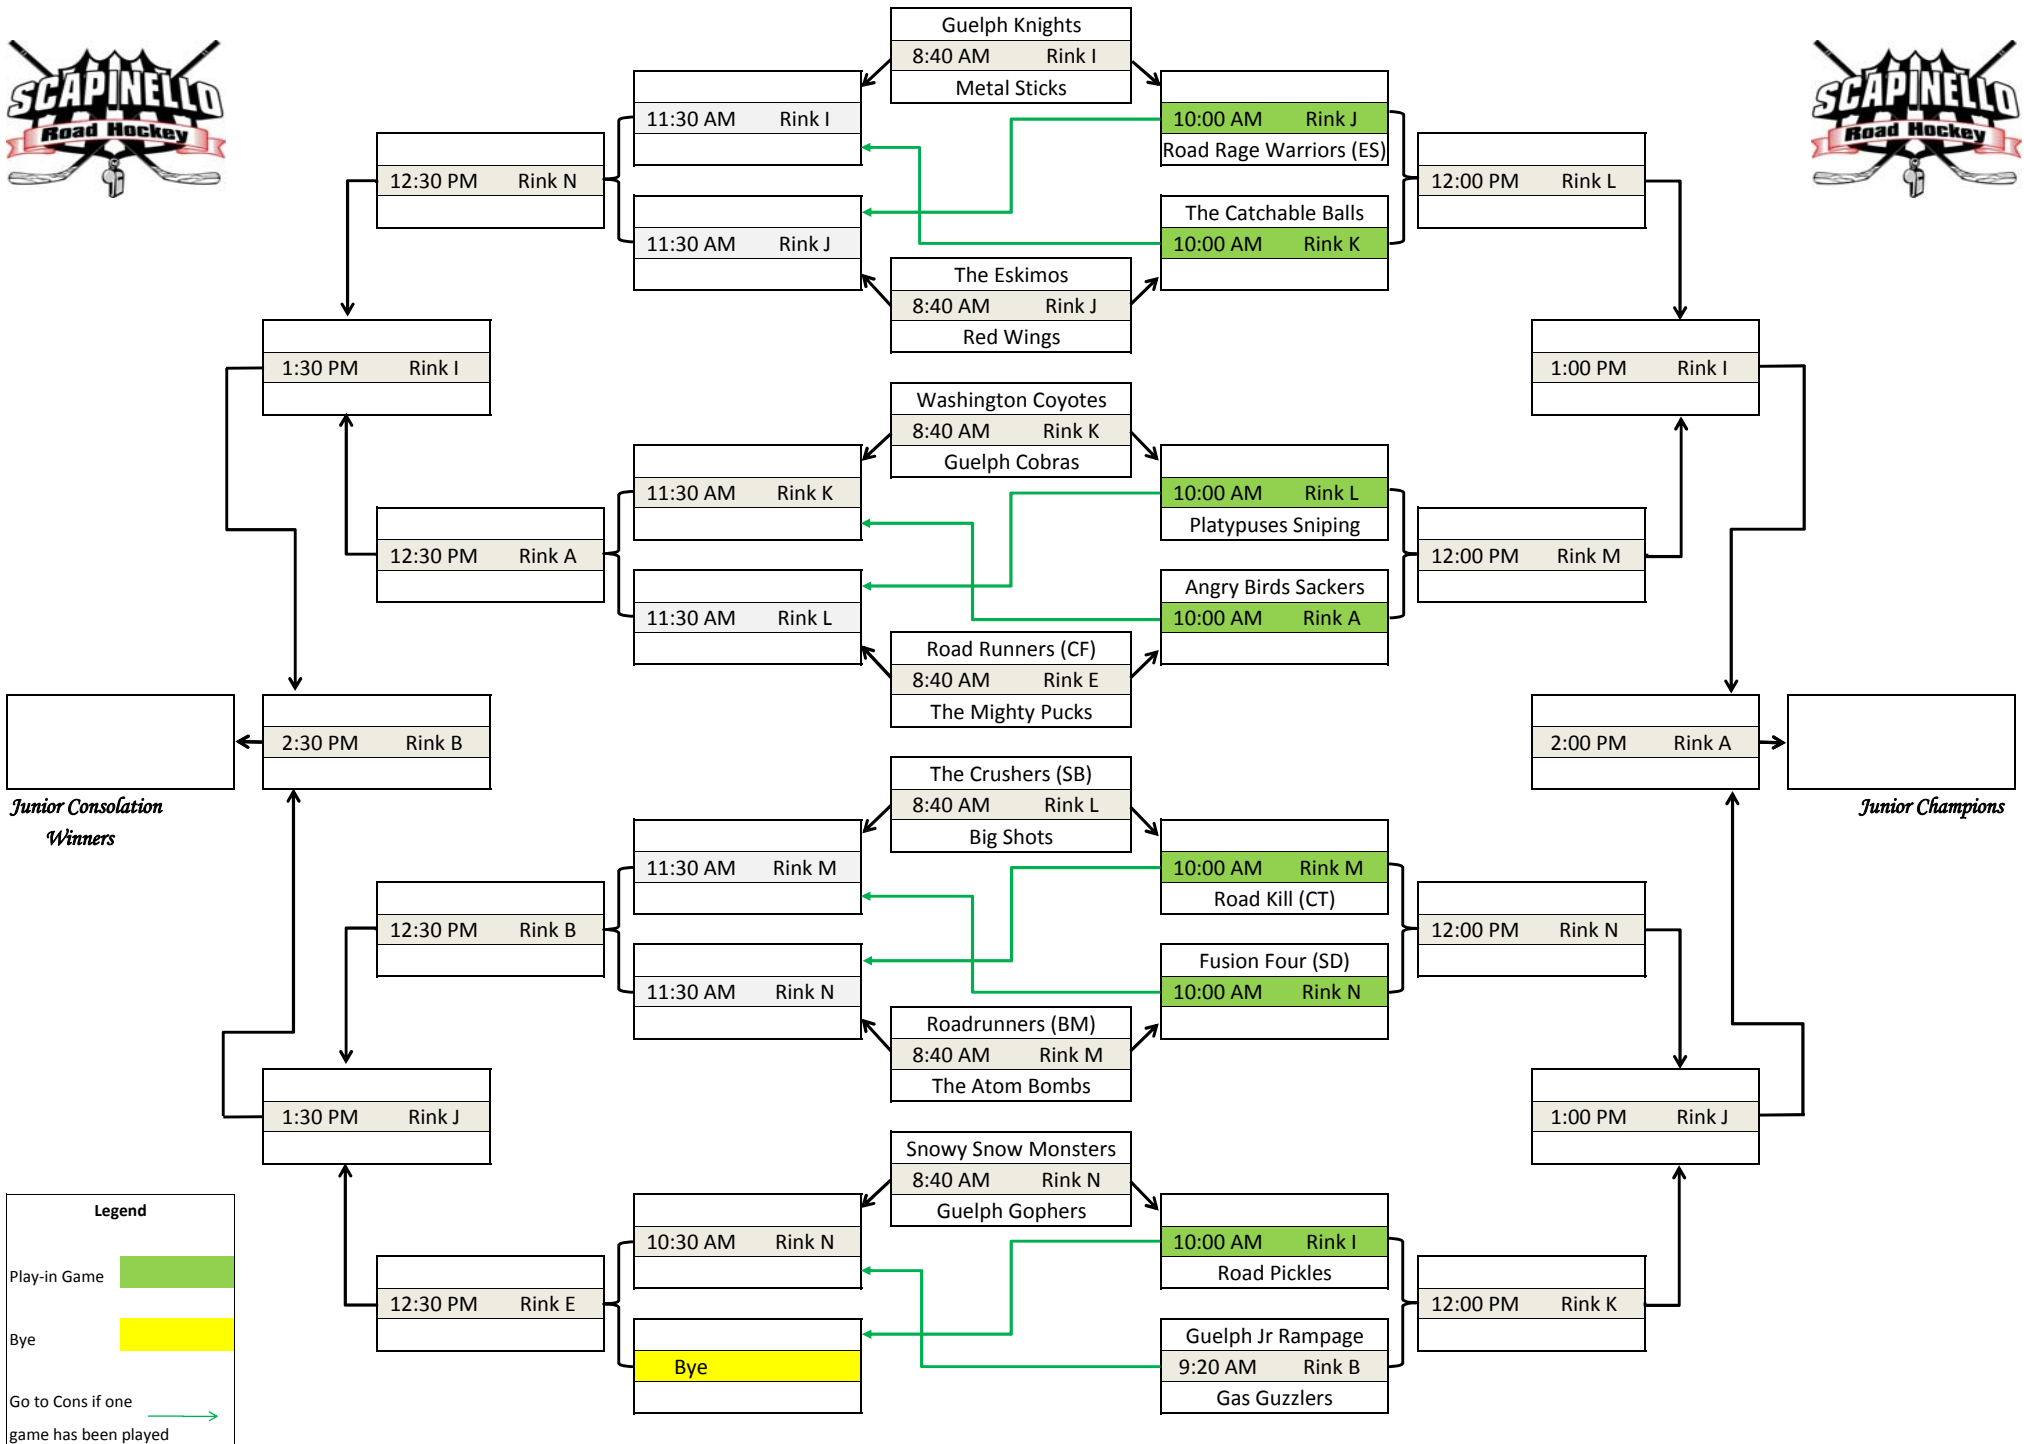 SCAPINELLO
Road Hockey
SCAPINELLO
Road Hockey
Guelph Knights
8:40 AM Rink I
Metal Sticks
11:30 AM Rink I
10:00 AM Rink J
Road Rage Warriors (ES)
12:30 PM Rink N
12:00 PM Rink L
The Catchable Balls
11:30 AM Rink J
10:00 AM Rink K
The Eskimos
8:40 AM Rink J
Red Wings
1:30 PM Rink I
1:00 PM Rink I
Washington Coyotes
8:40 AM Rink K
Guelph Cobras
11:30 AM Rink K
10:00 AM Rink L
Platypuses Sniping
12:30 PM Rink A
12:00 PM Rink M
Angry Birds Sackers
11:30 AM Rink L
10:00 AM Rink A
Road Runners (CF)
8:40 AM Rink E
The Mighty Pucks
2:30 PM Rink B
2:00 PM Rink A
Junior Consolation
Winners
Junior Champions
The Crushers (SB)
8:40 AM Rink L
Big Shots
11:30 AM Rink M
10:00 AM Rink M
Road Kill (CT)
12:30 PM Rink B
12:00 PM Rink N
Fusion Four (SD)
11:30 AM Rink N
10:00 AM Rink N
Roadrunners (BM)
8:40 AM Rink M
The Atom Bombs
1:30 PM Rink J
1:00 PM Rink J
Snowy Snow Monsters
8:40 AM Rink N
Guelph Gophers
10:30 AM Rink N
10:00 AM Rink I
Road Pickles
12:30 PM Rink E
12:00 PM Rink K
Guelph Jr Rampage
Bye
9:20 AM Rink B
Gas Guzzlers
Legend
Play-in Game
Bye
Go to Cons if one
game has been played